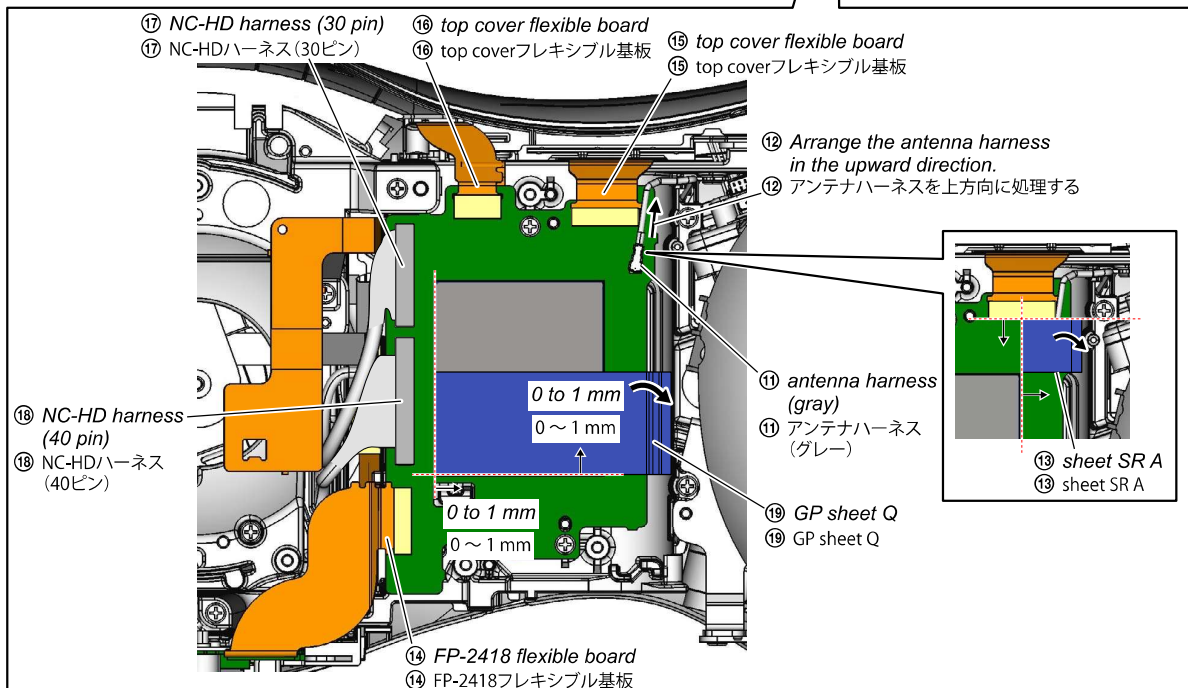 ⑰ NC-HD harness (30 pin)
⑰ NC-HDハーネス（30ピン）
⑯ top cover flexible board
⑯ top coverフレキシブル基板
⑮ top cover flexible board
⑮ top coverフレキシブル基板
⑫ Arrange the antenna harness
in the upward direction.
⑫ アンテナハーネスを上方向に処理する
⑪ antenna harness
(gray)
⑪ アンテナハーネス
（グレー）
⑬ sheet SR A
⑬ sheet SR A
⑱ NC-HD harness
(40 pin)
⑱ NC-HDハーネス
（40ピン）
0 to 1 mm
0～1 mm
0 to 1 mm
0～1 mm
⑲ GP sheet Q
⑲ GP sheet Q
⑭ FP-2418 flexible board
⑭ FP-2418フレキシブル基板